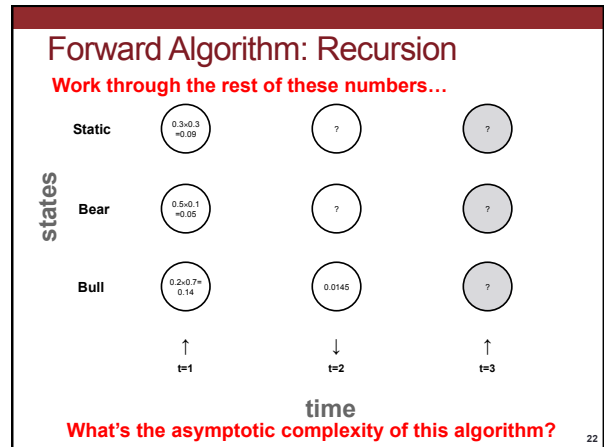 Forward Algorithm: Recursion
Work through the rest of these numbers…
Static
0.3×0.3
=0.09
?
?
states
Bear
0.5×0.1
=0.05
?
?
Bull
0.2×0.7=
0.14
0.0145
?
↑
↓
↑
t=1
t=2
t=3
time
What's the asymptotic complexity of this algorithm?
22